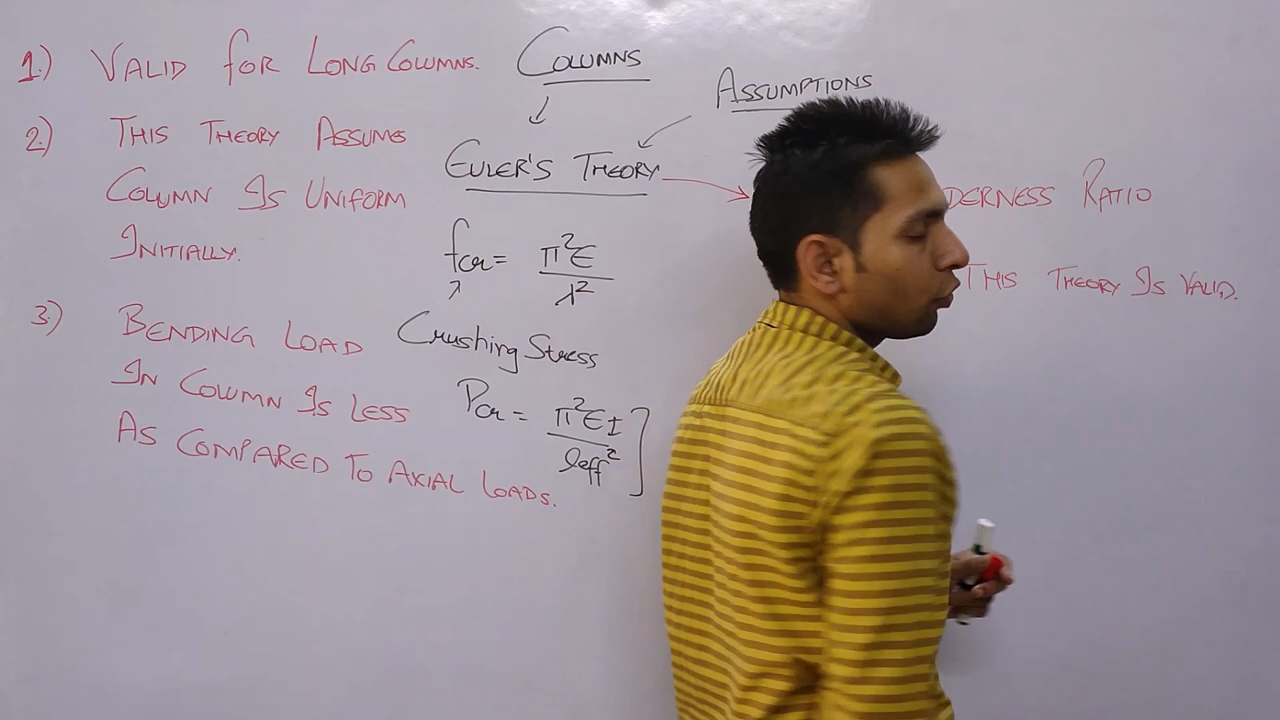 COLUMNS
ASSUMPTIONS
EULER'S THEORY
fcr = π²E
λ²
Crushing Stress
Pcr = π²EI
leff²
1.) VALID FOR LONG COLUMNS.
2.) THIS THEORY ASSUMES
COLUMN IS UNIFORM
INITIALLY.
3.) BENDING LOAD
IN COLUMN IS LESS
AS COMPARED TO AXIAL LOADS.
DERNESS RATIO
THIS THEORY IS VALID.